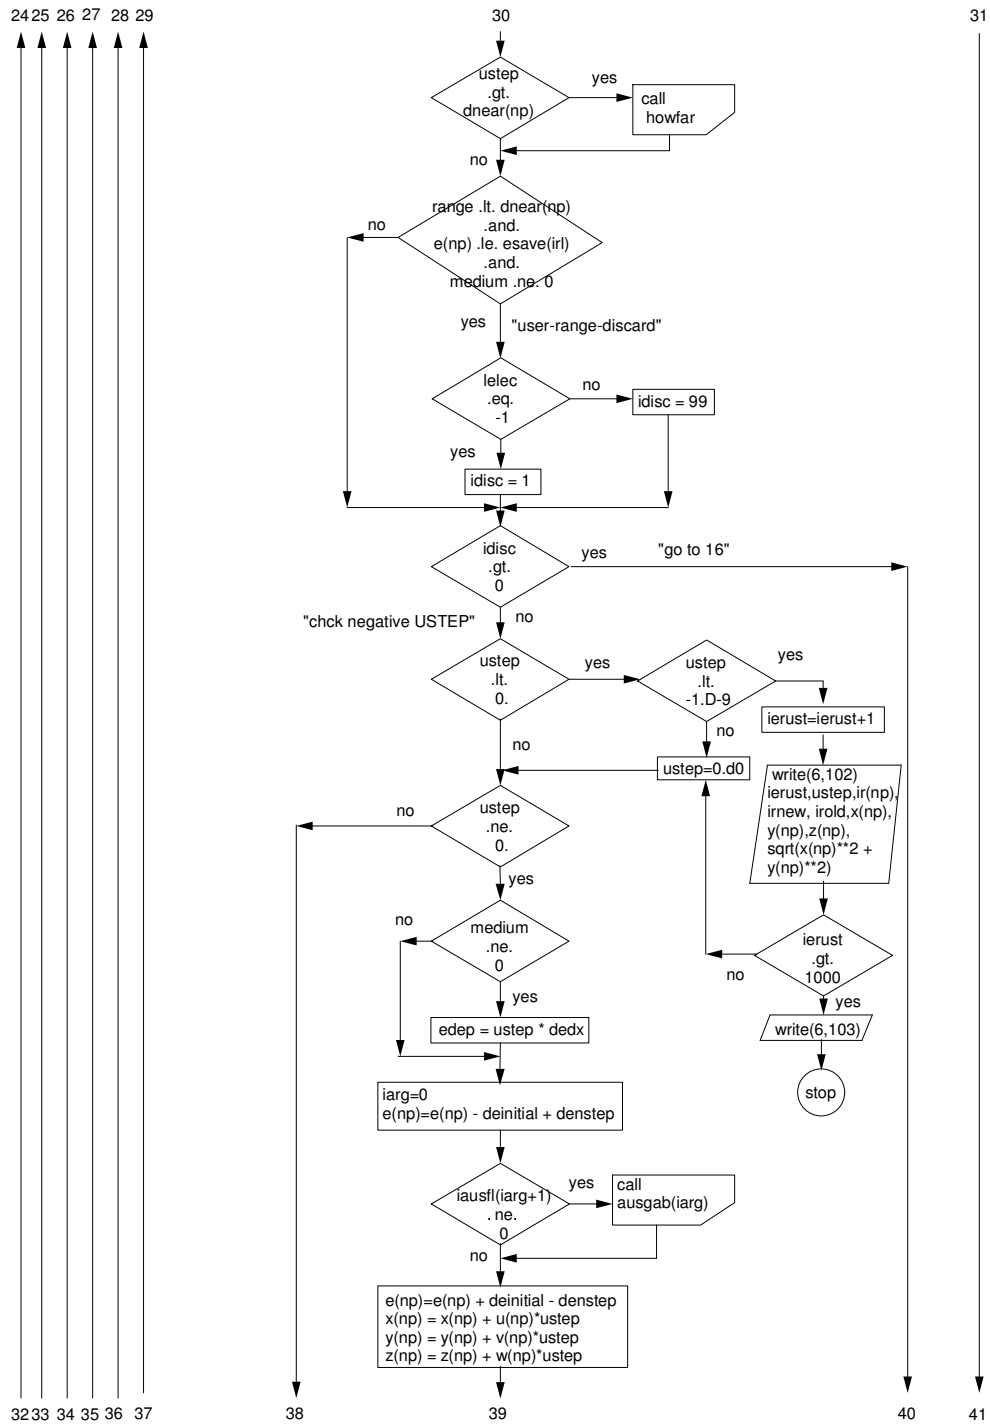 24 25 26 27 28 29 30 31
ustep
.gt.
dnear(np)
yes
call
howfar
no
range .lt. dnear(np)
.and.
e(np) .le. esave(irl)
.and.
medium .ne. 0
no
yes
"user-range-discard"
lelec
.eq.
-1
no
idisc = 99
yes
idisc = 1
idisc
.gt.
0
yes
"go to 16"
"chck negative USTEP"
no
ustep
.lt.
0.
yes
ustep
.lt.
-1.D-9
yes
ierust=ierust+1
no
no
ustep=0.d0
write(6,102)
ierust,ustep,ir(np),
irnew, irold,x(np),
y(np),z(np),
sqrt(x(np)**2 +
y(np)**2)
ustep
.ne.
0.
no
yes
medium
.ne.
0
no
yes
ierust
.gt.
1000
no
yes
edep = ustep * dedx
write(6,103)
stop
iarg=0
e(np)=e(np) - deinitial + denstep
iausfl(iarg+1)
.ne.
0
yes
call
ausgab(iarg)
no
e(np)=e(np) + deinitial - denstep
x(np) = x(np) + u(np)*ustep
y(np) = y(np) + v(np)*ustep
z(np) = z(np) + w(np)*ustep
32 33 34 35 36 37 38 39 40 41